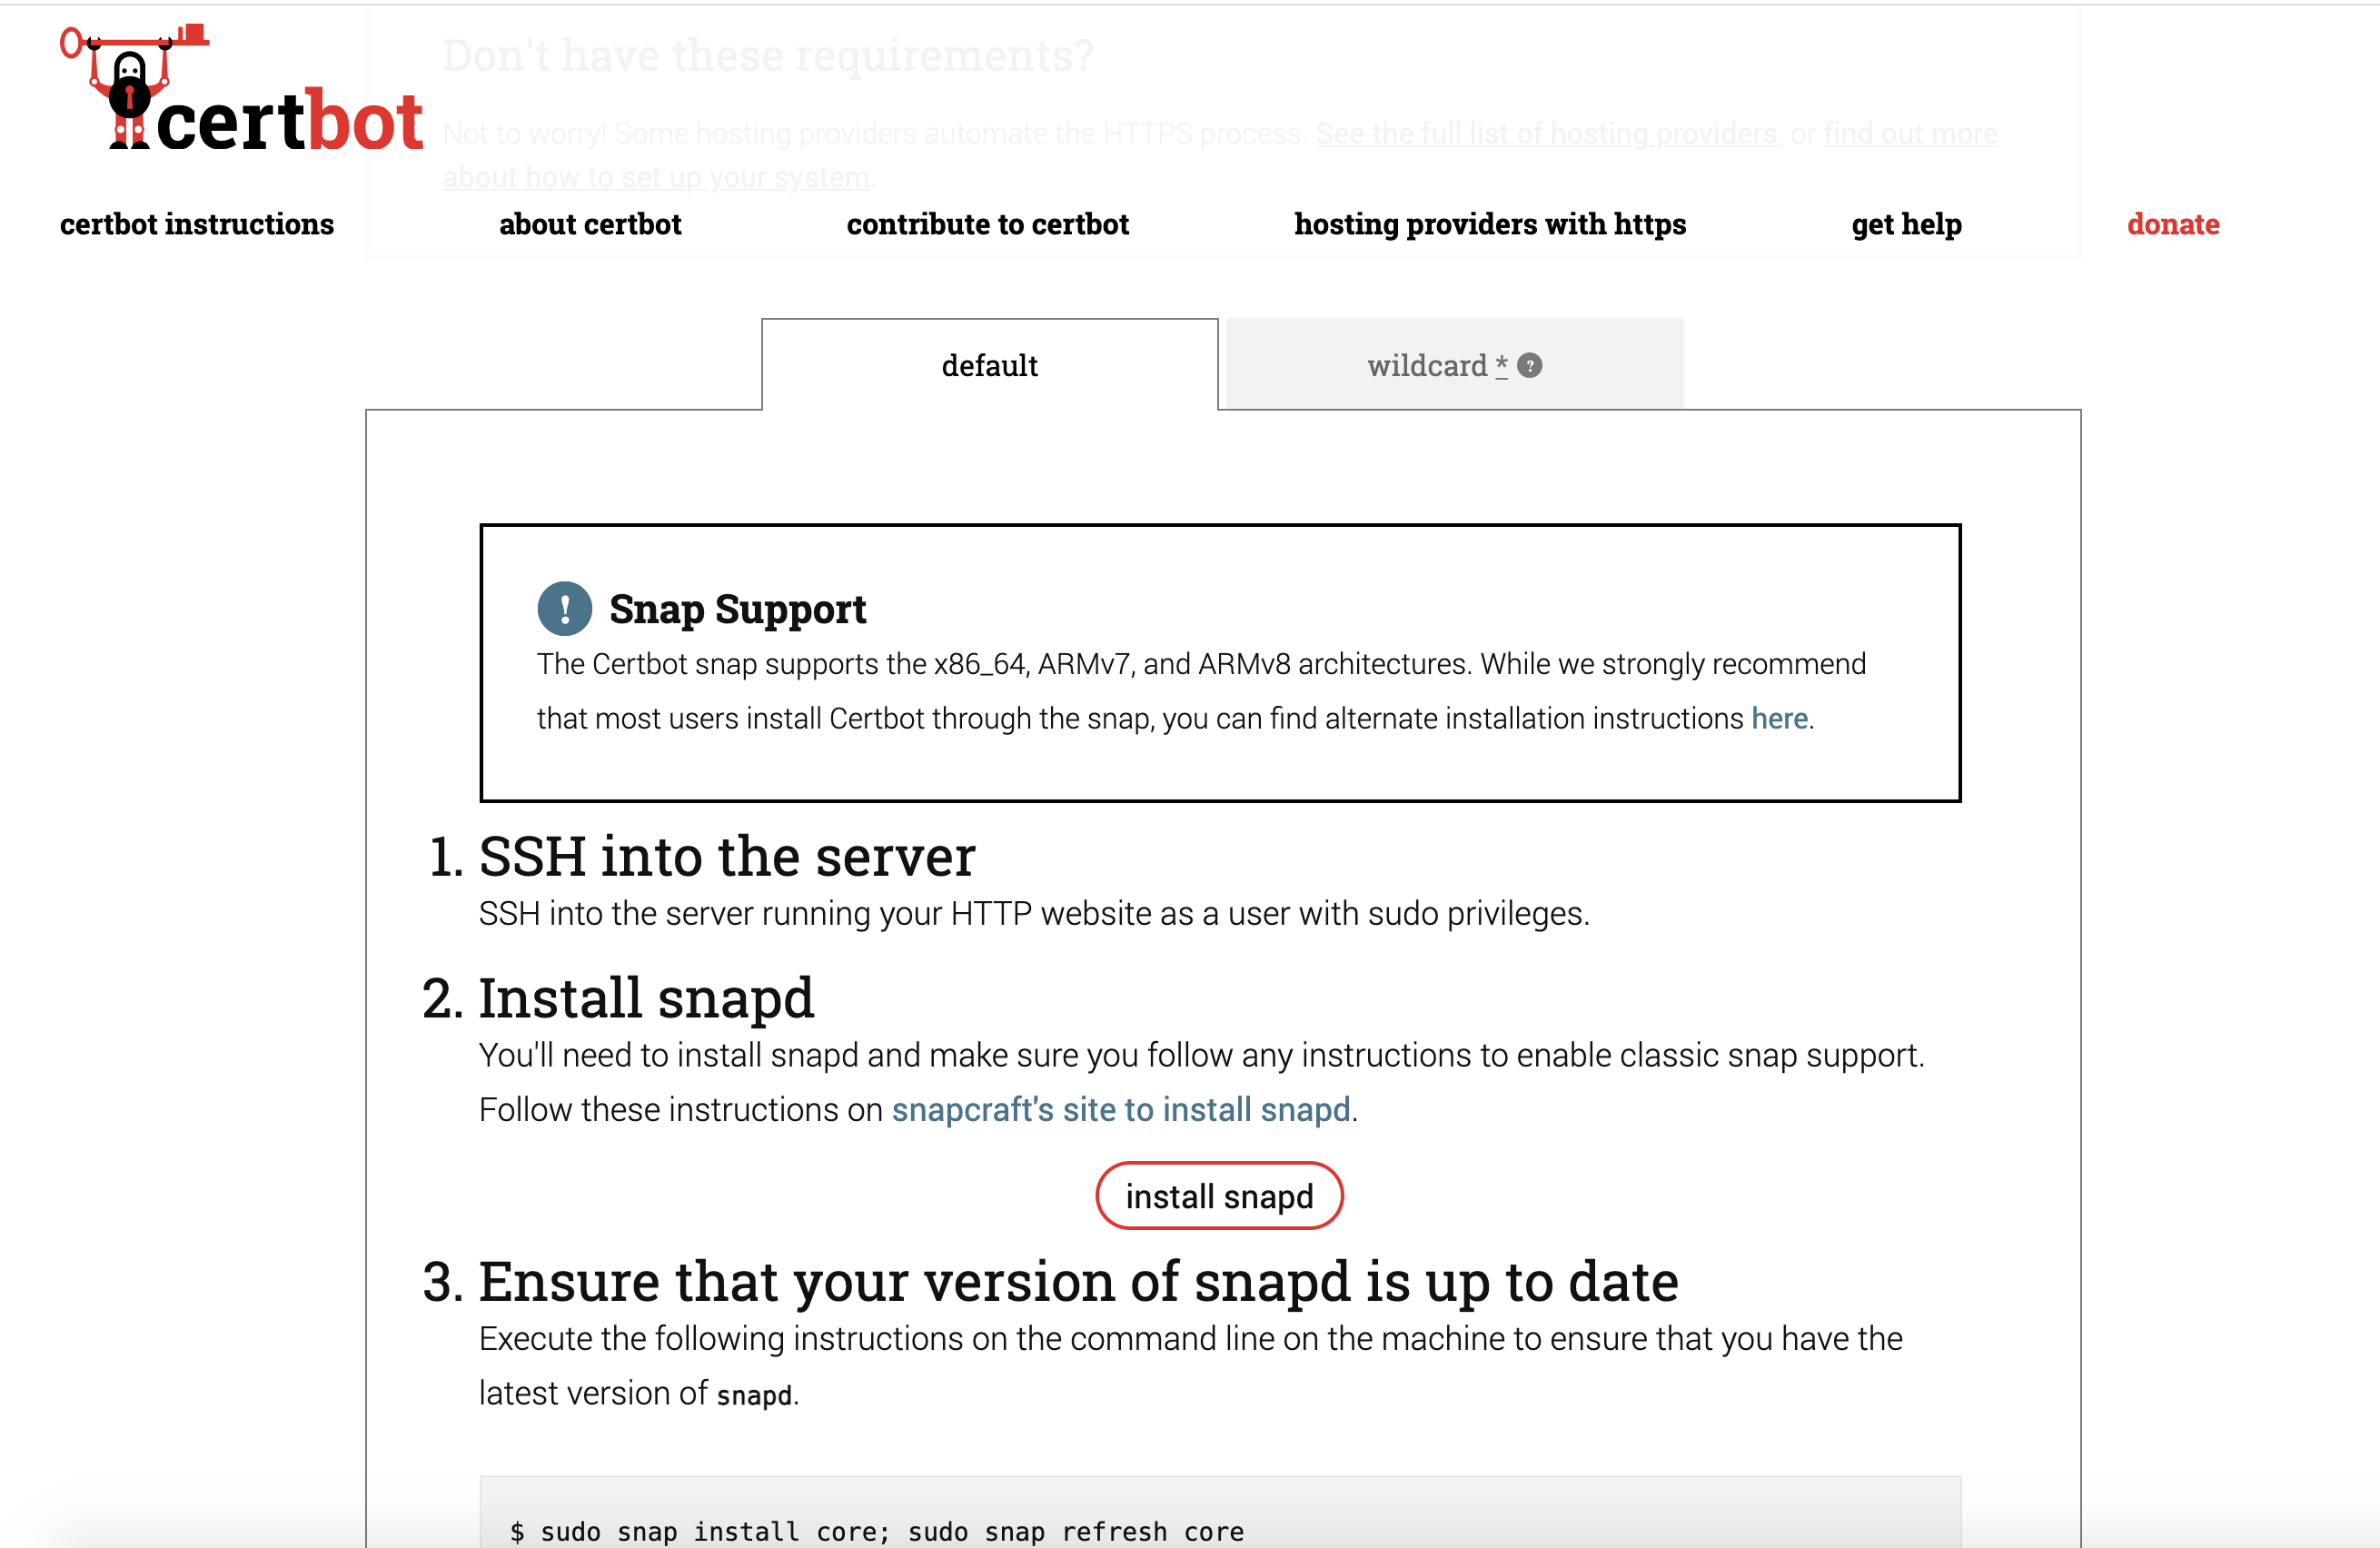 Don't have these requirements?
certbot
Not to worry! Some hosting providers automate the HTTPS process. See the full list of hosting providers, or find out more
about how to set up your system.
certbot instructions about certbot contribute to certbot hosting providers with https get help donate
default wildcard * ?
! Snap Support
The Certbot snap supports the x86_64, ARMv7, and ARMv8 architectures. While we strongly recommend
that most users install Certbot through the snap, you can find alternate installation instructions here.
1. SSH into the server
SSH into the server running your HTTP website as a user with sudo privileges.
2. Install snapd
You'll need to install snapd and make sure you follow any instructions to enable classic snap support.
Follow these instructions on snapcraft's site to install snapd.
install snapd
3. Ensure that your version of snapd is up to date
Execute the following instructions on the command line on the machine to ensure that you have the
latest version of snapd.
$ sudo snap install core; sudo snap refresh core